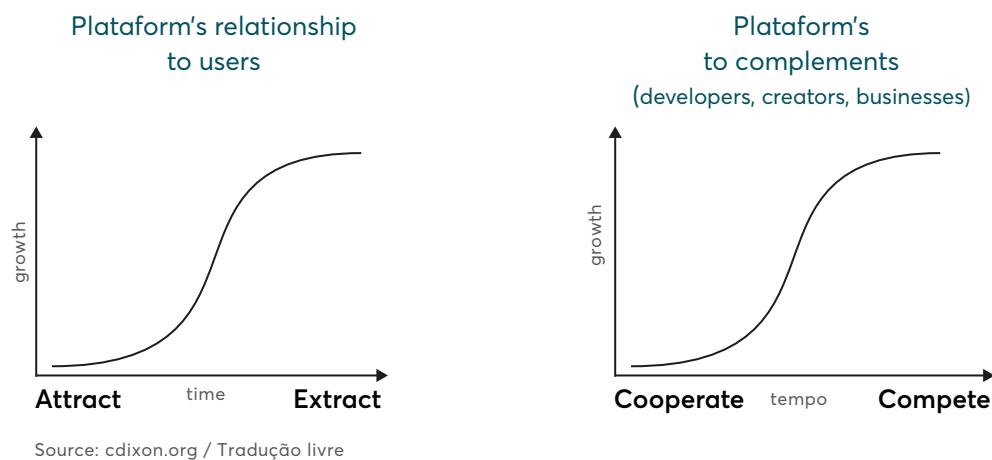 Plataform's relationship
to users
growth
Attract
time
Extract
Plataform's
to complements
(developers, creators, businesses)
growth
Cooperate
tempo
Compete
Source: cdixon.org / Tradução livre